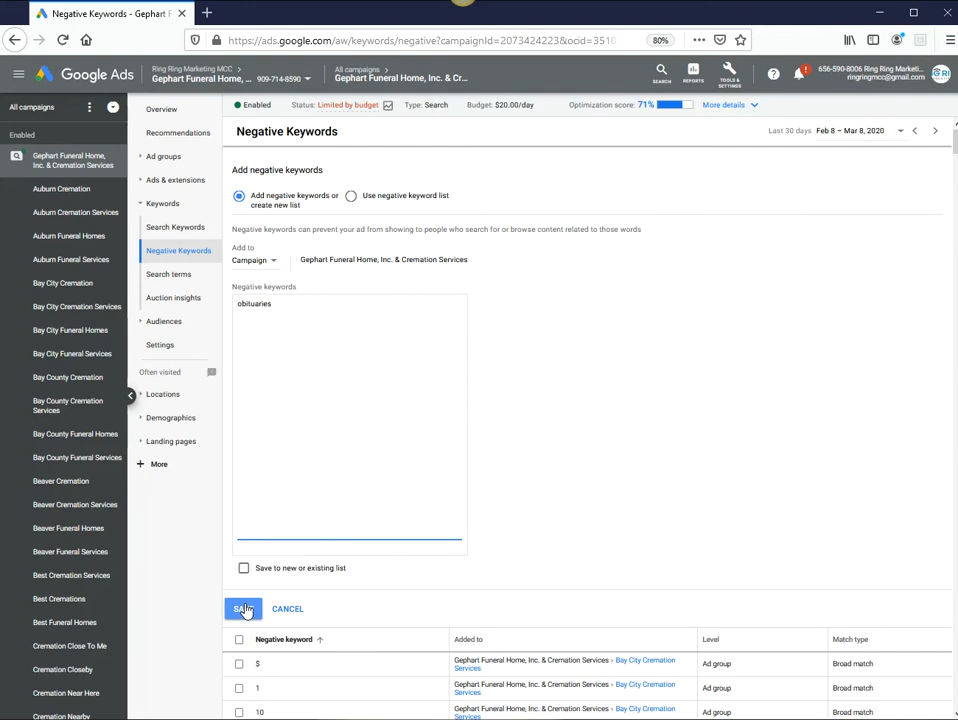 Negative Keywords - Gephart F
https://ads.google.com/aw/keywords/negative?campaignId=2073424223&ocid=3510
80%
Google Ads
Ring Ring Marketing MCC
Gephart Funeral Home, ... 909-714-8590
All campaigns
Gephart Funeral Home, Inc. & Cr...
SEARCH
REPORTS
TOOLS & SETTINGS
656-590-8006 Ring Ring Marketi...
ringringmcc@gmail.com
All campaigns
Enabled
Gephart Funeral Home,
Inc. & Cremation Services
Auburn Cremation
Auburn Cremation Services
Auburn Funeral Homes
Auburn Funeral Services
Bay City Cremation
Bay City Cremation Services
Bay City Funeral Homes
Bay City Funeral Services
Bay County Cremation
Bay County Cremation
Services
Bay County Funeral Homes
Bay County Funeral Services
Beaver Cremation
Beaver Cremation Services
Beaver Funeral Homes
Beaver Funeral Services
Best Cremation Services
Best Cremations
Best Funeral Homes
Cremation Close To Me
Cremation Closeby
Cremation Near Here
Cremation Nearby
Overview
Recommendations
Ad groups
Ads & extensions
Keywords
Search Keywords
Negative Keywords
Search terms
Auction insights
Audiences
Settings
Often visited
Locations
Demographics
Landing pages
+ More
Enabled Status: Limited by budget Type: Search Budget: $20.00/day Optimization score: 71% More details
Negative Keywords
Last 30 days Feb 8 – Mar 8, 2020
Add negative keywords
Add negative keywords or
create new list
Use negative keyword list
Negative keywords can prevent your ad from showing to people who search for or browse content related to those words
Add to
Campaign
Gephart Funeral Home, Inc. & Cremation Services
Negative keywords
obituaries
Save to new or existing list
CANCEL
Negative keyword Added to Level Match type
$ Gephart Funeral Home, Inc. & Cremation Services › Bay City Cremation Services Ad group Broad match
1 Gephart Funeral Home, Inc. & Cremation Services › Bay City Cremation Services Ad group Broad match
10 Gephart Funeral Home, Inc. & Cremation Services › Bay City Cremation Services Ad group Broad match